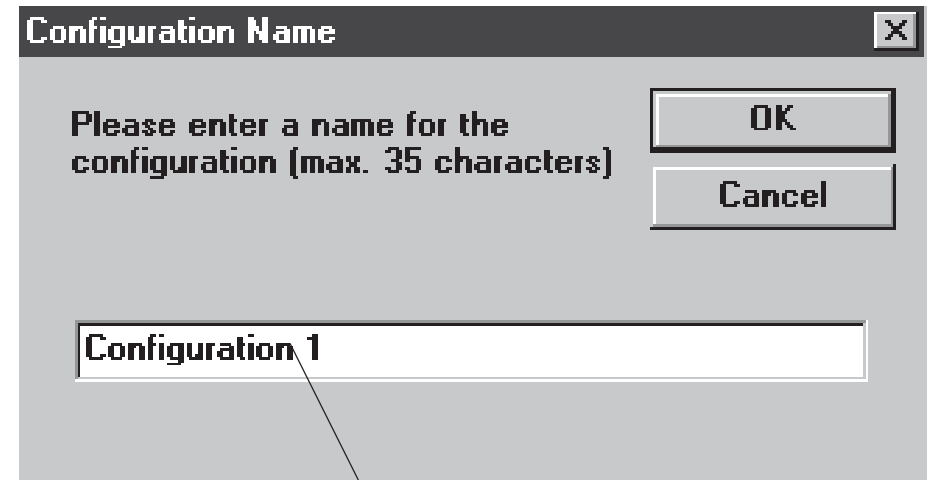 Configuration Name
Please enter a name for the
configuration (max. 35 characters)
OK
Cancel
Configuration 1